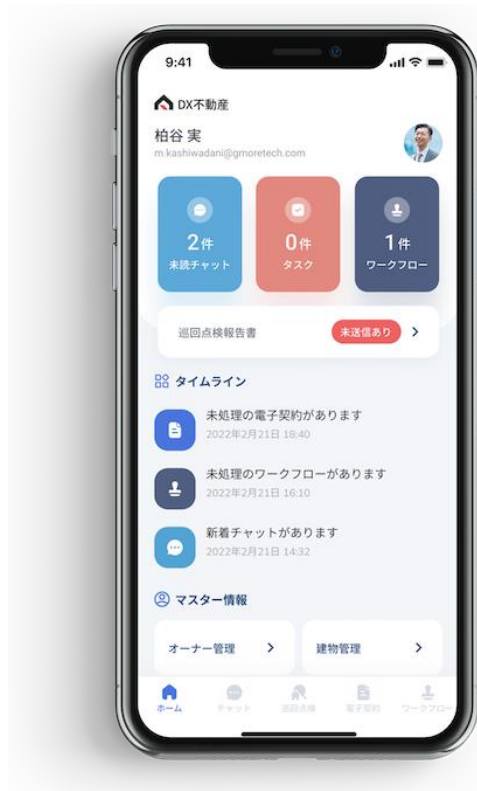 9:41
DX不動産
柏谷 実
m.kashiwadani@gmoretech.com
2件
未読チャット
0件
タスク
1件
ワークフロー
巡回点検報告書
未送信あり
タイムライン
未処理の電子契約があります
2022年2月21日 18:40
未処理のワークフローがあります
2022年2月21日 16:10
新着チャットがあります
2022年2月21日 14:32
マスター情報
オーナー管理
建物管理
ホーム
チャット
巡回点検
電子契約
ワークフロー